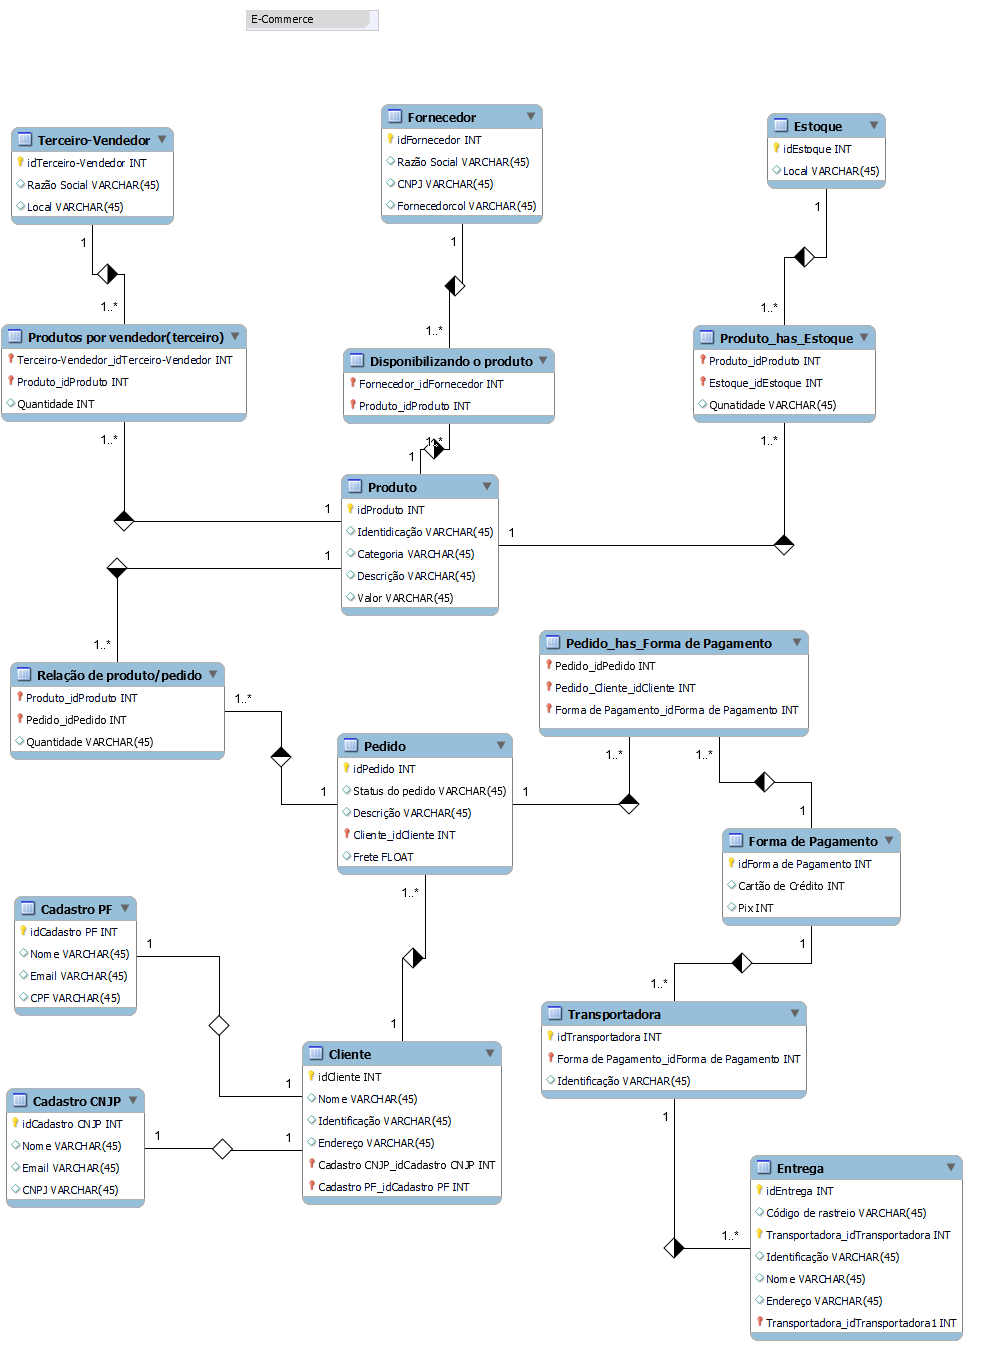 E-Commerce
Terceiro-Vendedor
idTerceiro-Vendedor INT
Razão Social VARCHAR(45)
Local VARCHAR(45)
Fornecedor
idFornecedor INT
Razão Social VARCHAR(45)
CNPJ VARCHAR(45)
Fornecedorcol VARCHAR(45)
Estoque
idEstoque INT
Local VARCHAR(45)
1
1..*
1
1..*
1
1..*
Produtos por vendedor(terceiro)
Terceiro-Vendedor_idTerceiro-Vendedor INT
Produto_idProduto INT
Quantidade INT
Disponibilizando o produto
Fornecedor_idFornecedor INT
Produto_idProduto INT
Produto_has_Estoque
Produto_idProduto INT
Estoque_idEstoque INT
Qunatidade VARCHAR(45)
1..*
1
1..*
1
1..*
1
Produto
idProduto INT
Identidicação VARCHAR(45)
Categoria VARCHAR(45)
Descrição VARCHAR(45)
Valor VARCHAR(45)
1
1..*
Relação de produto/pedido
Produto_idProduto INT
Pedido_idPedido INT
Quantidade VARCHAR(45)
1..*
1
Pedido_has_Forma de Pagamento
Pedido_idPedido INT
Pedido_Cliente_idCliente INT
Forma de Pagamento_idForma de Pagamento INT
1..*
1
1..*
1
Pedido
idPedido INT
Status do pedido VARCHAR(45)
Descrição VARCHAR(45)
Cliente_idCliente INT
Frete FLOAT
Forma de Pagamento
idForma de Pagamento INT
Cartão de Crédito INT
Pix INT
1..*
1
1
1..*
Cadastro PF
idCadastro PF INT
Nome VARCHAR(45)
Email VARCHAR(45)
CPF VARCHAR(45)
1
1
Transportadora
idTransportadora INT
Forma de Pagamento_idForma de Pagamento INT
Identificação VARCHAR(45)
Cliente
idCliente INT
Nome VARCHAR(45)
Identificação VARCHAR(45)
Endereço VARCHAR(45)
Cadastro CNJP_idCadastro CNJP INT
Cadastro PF_idCadastro PF INT
Cadastro CNJP
idCadastro CNJP INT
Nome VARCHAR(45)
Email VARCHAR(45)
CNPJ VARCHAR(45)
1
1
1
1..*
Entrega
idEntrega INT
Código de rastreio VARCHAR(45)
Transportadora_idTransportadora INT
Identificação VARCHAR(45)
Nome VARCHAR(45)
Endereço VARCHAR(45)
Transportadora_idTransportadora1 INT